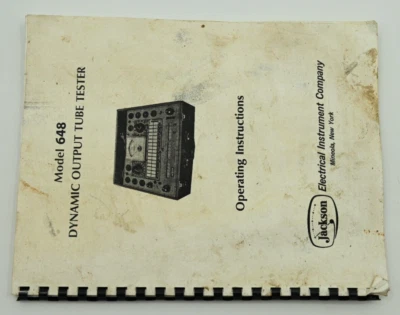 Model 648
DYNAMIC OUTPUT TUBE TESTER
Operating Instructions
Jackson
Electrical Instrument Company
Mineola, New York